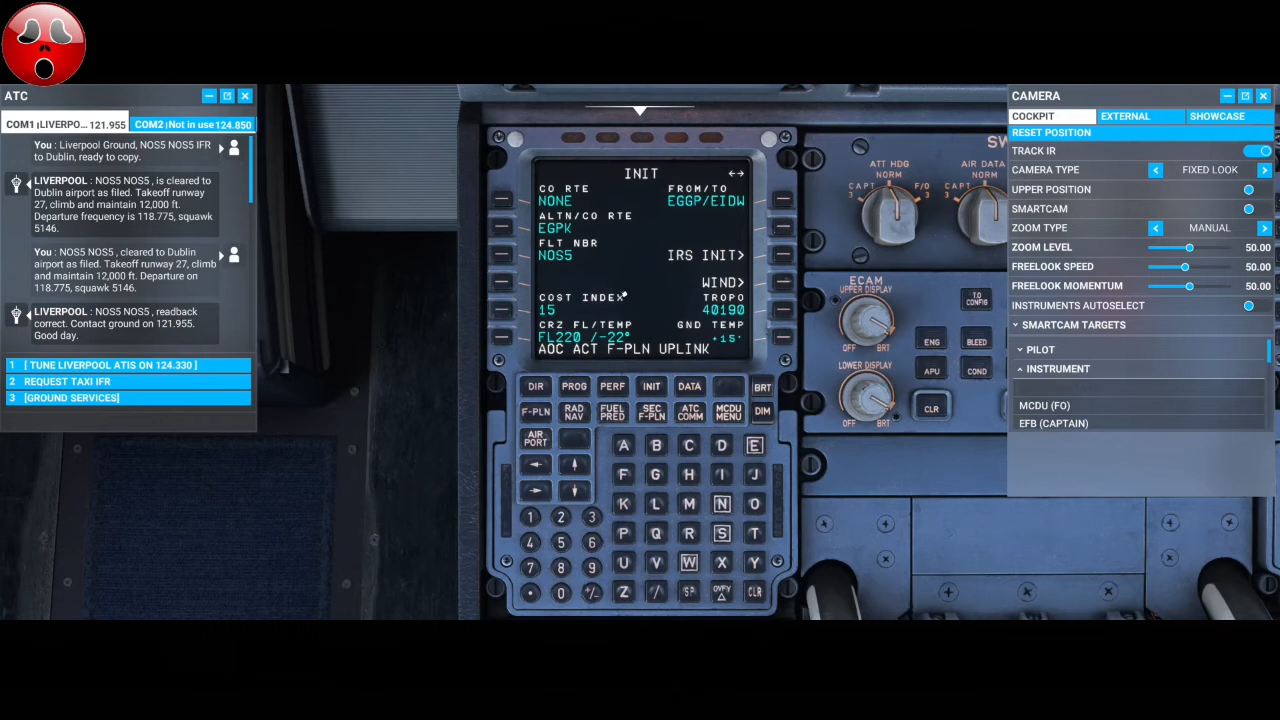 ATC
COM1 |LIVERPO... 121.955
COM2 |Not in use 124.850
You : Liverpool Ground, NOS5 NOS5 IFR
to Dublin, ready to copy.
LIVERPOOL : NOS5 NOS5 , is cleared to
Dublin airport as filed. Takeoff runway
27, climb and maintain 12,000 ft.
Departure frequency is 118.775, squawk
5146.
You : NOS5 NOS5 , cleared to Dublin
airport as filed. Takeoff runway 27, climb
and maintain 12,000 ft. Departure on
118.775, squawk 5146.
LIVERPOOL : NOS5 NOS5 , readback
correct. Contact ground on 121.955.
Good day.
1 [ TUNE LIVERPOOL ATIS ON 124.330 ]
2 REQUEST TAXI IFR
3 [GROUND SERVICES]
INIT
CO RTE FROM/TO
NONE EGGP/EIDW
ALTN/CO RTE
EGPK
FLT NBR
NOS5 IRS INIT>
WIND>
COST INDEX TROPO
15 40190
CRZ FL/TEMP GND TEMP
FL220 /-22° +15°
AOC ACT F-PLN UPLINK
DIR PROG PERF INIT DATA BRT
F-PLN RAD NAV FUEL PRED SEC F-PLN ATC COMM MCDU MENU DIM
AIR PORT
A B C D E
F G H I J
K L M N O
P Q R S T
U V W X Y
Z / SP OVFY CLR
1 2 3
4 5 6
7 8 9
. 0 +/-
SW
ATT HDG
NORM
CAPT 3 F/O 3
AIR DATA
NORM
CAPT 3
ECAM
UPPER DISPLAY
OFF BRT
LOWER DISPLAY
OFF BRT
T.O CONFIG
ENG BLEED
APU COND
CLR
CAMERA
COCKPIT EXTERNAL SHOWCASE
RESET POSITION
TRACK IR
CAMERA TYPE FIXED LOOK
UPPER POSITION
SMARTCAM
ZOOM TYPE MANUAL
ZOOM LEVEL 50.00
FREELOOK SPEED 50.00
FREELOOK MOMENTUM 50.00
INSTRUMENTS AUTOSELECT
SMARTCAM TARGETS
PILOT
INSTRUMENT
MCDU (FO)
EFB (CAPTAIN)